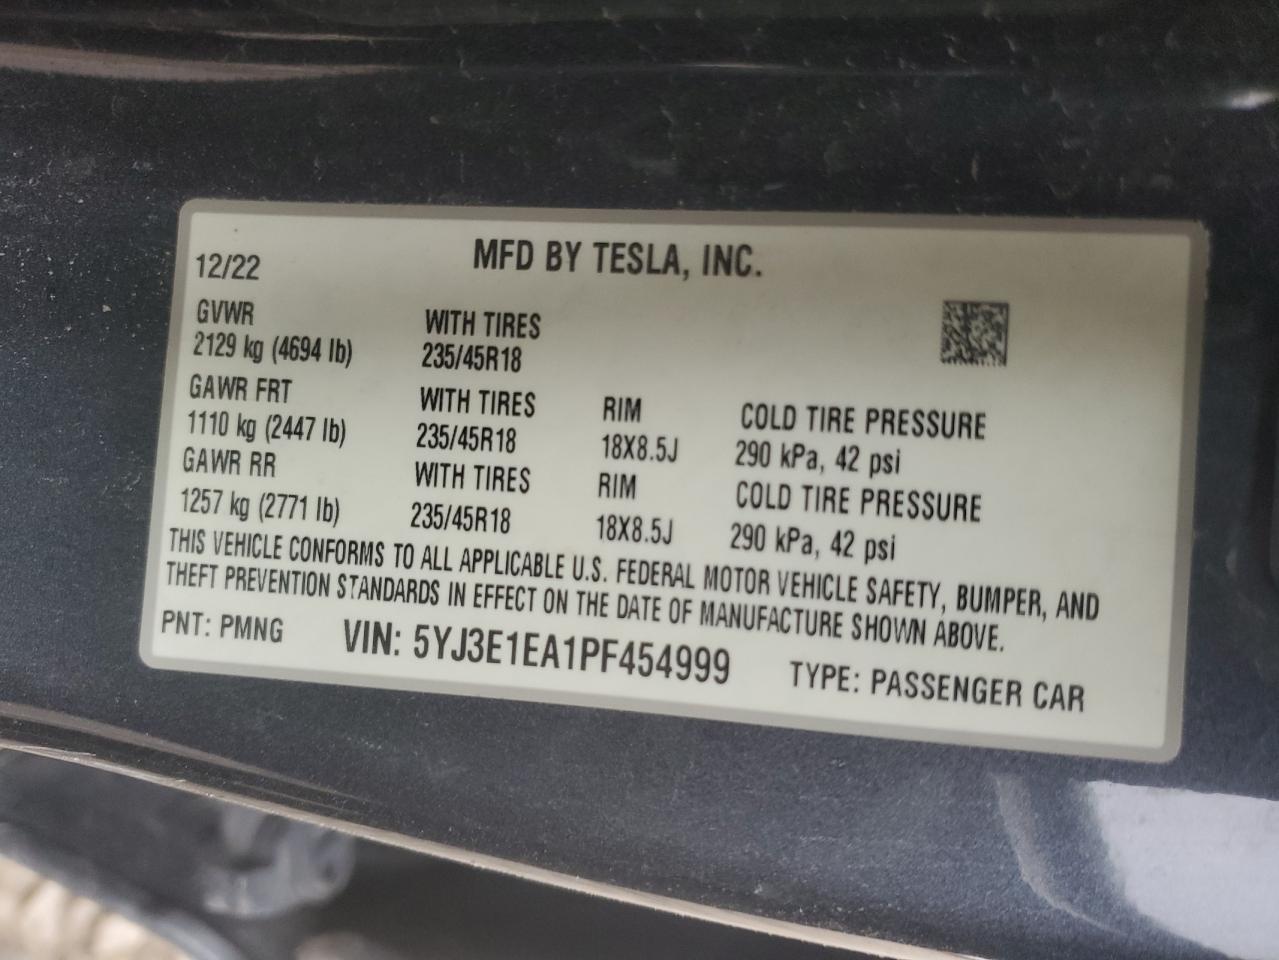 MFD BY TESLA, INC.
12/22
GVWR WITH TIRES
2129 kg (4694 lb) 235/45R18
GAWR FRT WITH TIRES RIM COLD TIRE PRESSURE
1110 kg (2447 lb) 235/45R18 18X8.5J 290 kPa, 42 psi
GAWR RR WITH TIRES RIM COLD TIRE PRESSURE
1257 kg (2771 lb) 235/45R18 18X8.5J 290 kPa, 42 psi
THIS VEHICLE CONFORMS TO ALL APPLICABLE U.S. FEDERAL MOTOR VEHICLE SAFETY, BUMPER, AND
THEFT PREVENTION STANDARDS IN EFFECT ON THE DATE OF MANUFACTURE SHOWN ABOVE.
PNT: PMNG VIN: 5YJ3E1EA1PF454999 TYPE: PASSENGER CAR